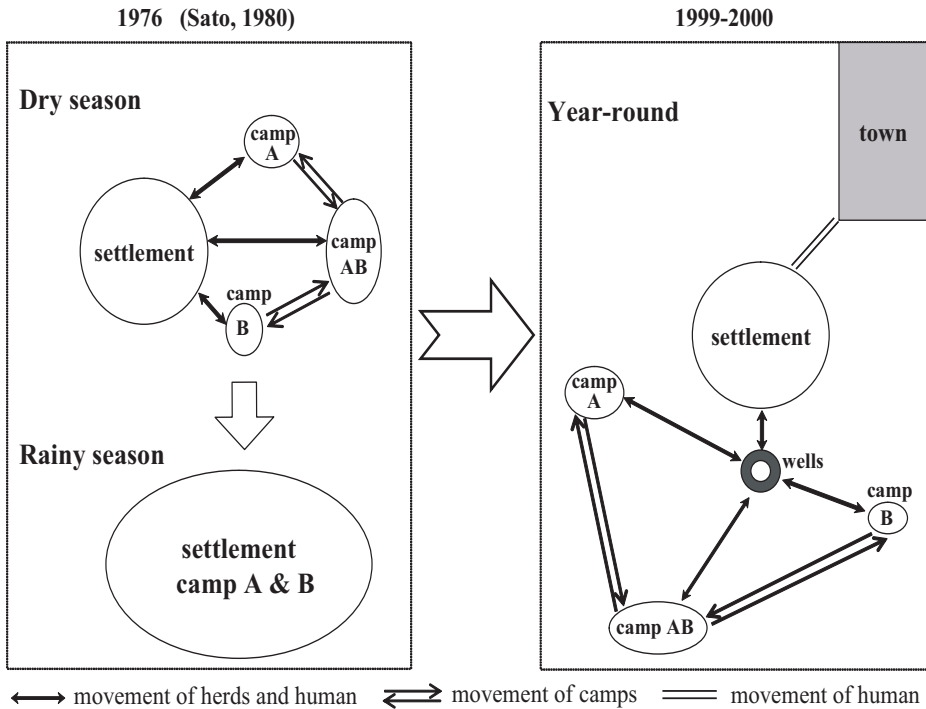 1976 (Sato, 1980)
Dry season
camp
A
settlement
camp
AB
camp
B
Rainy season
settlement
camp A & B
1999-2000
Year-round
town
settlement
camp
A
wells
camp
B
camp AB
movement of herds and human
movement of camps
movement of human